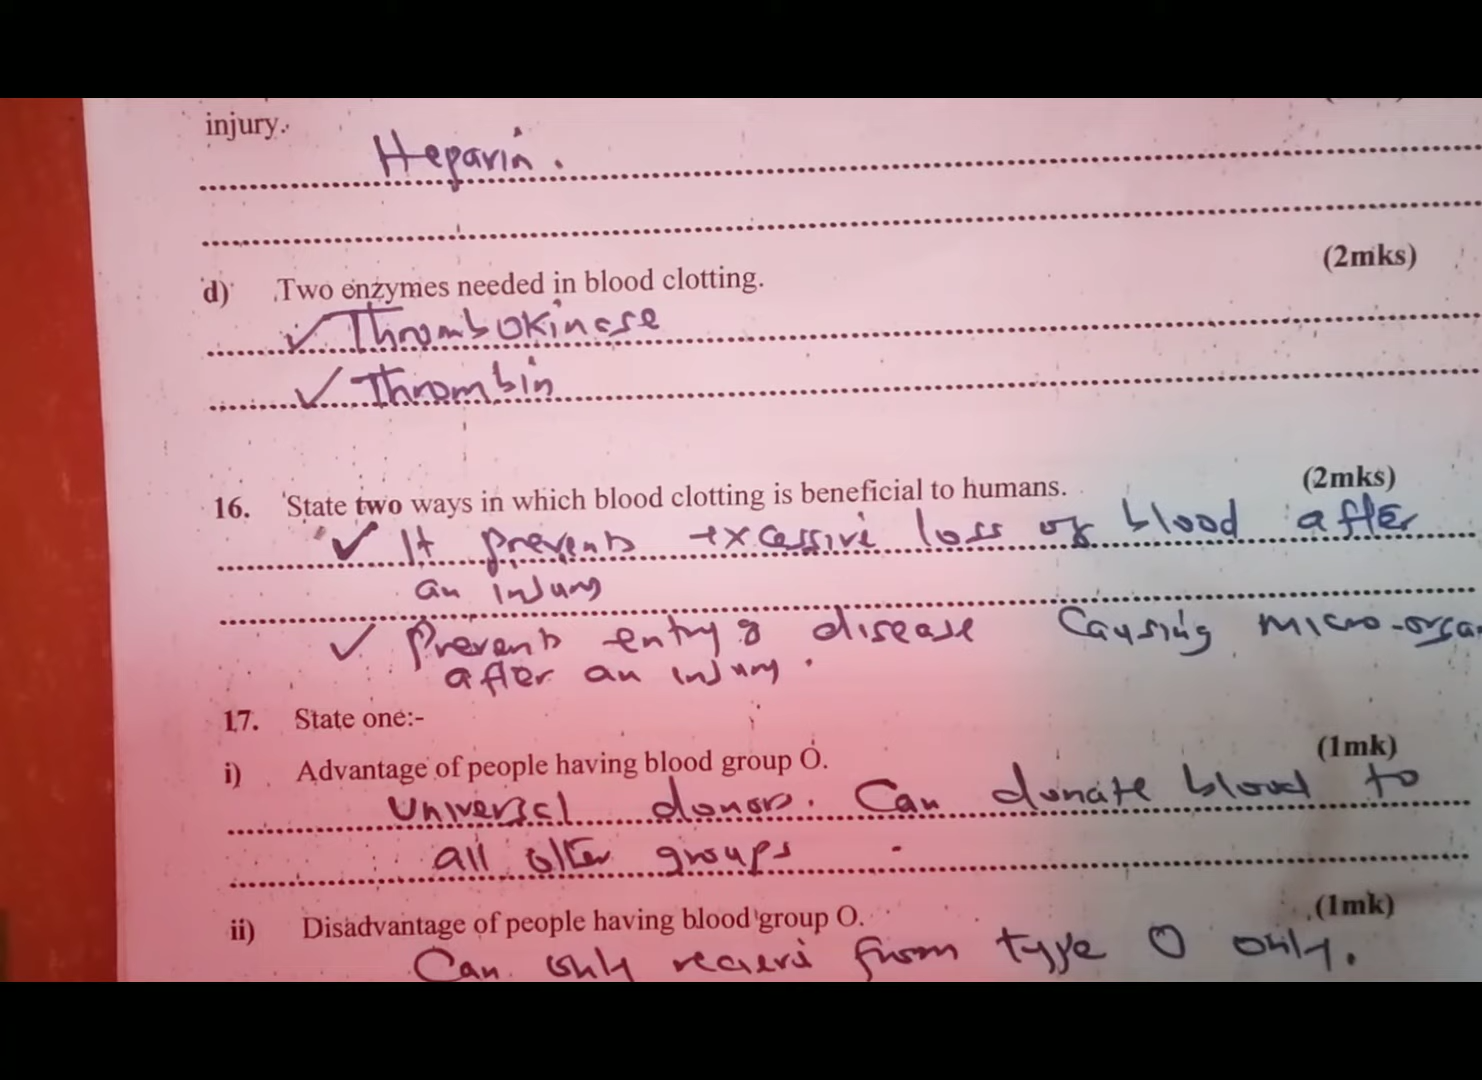 injury.
Heparin.
d) Two enzymes needed in blood clotting. (2mks)
✓ Thrombokinase
✓ Thrombin
16. State two ways in which blood clotting is beneficial to humans. (2mks)
✓ It prevents excessive loss of blood after
an injury
✓ Prevents entry of disease causing micro-orga
after an injury.
17. State one:-
i) Advantage of people having blood group O. (1mk)
Universal donors. Can donate blood to
all other groups
ii) Disadvantage of people having blood group O. (1mk)
Can only receive from type O only.